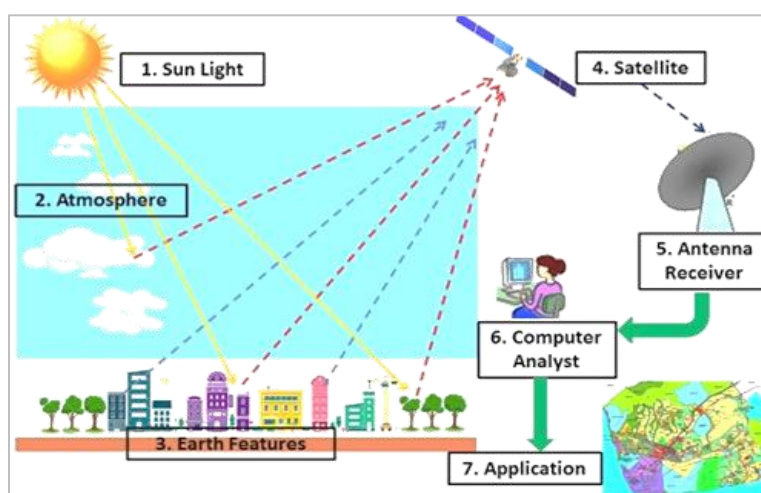 1. Sun Light
4. Satellite
2. Atmosphere
5. Antenna
Receiver
6. Computer
Analyst
3. Earth Features
7. Application